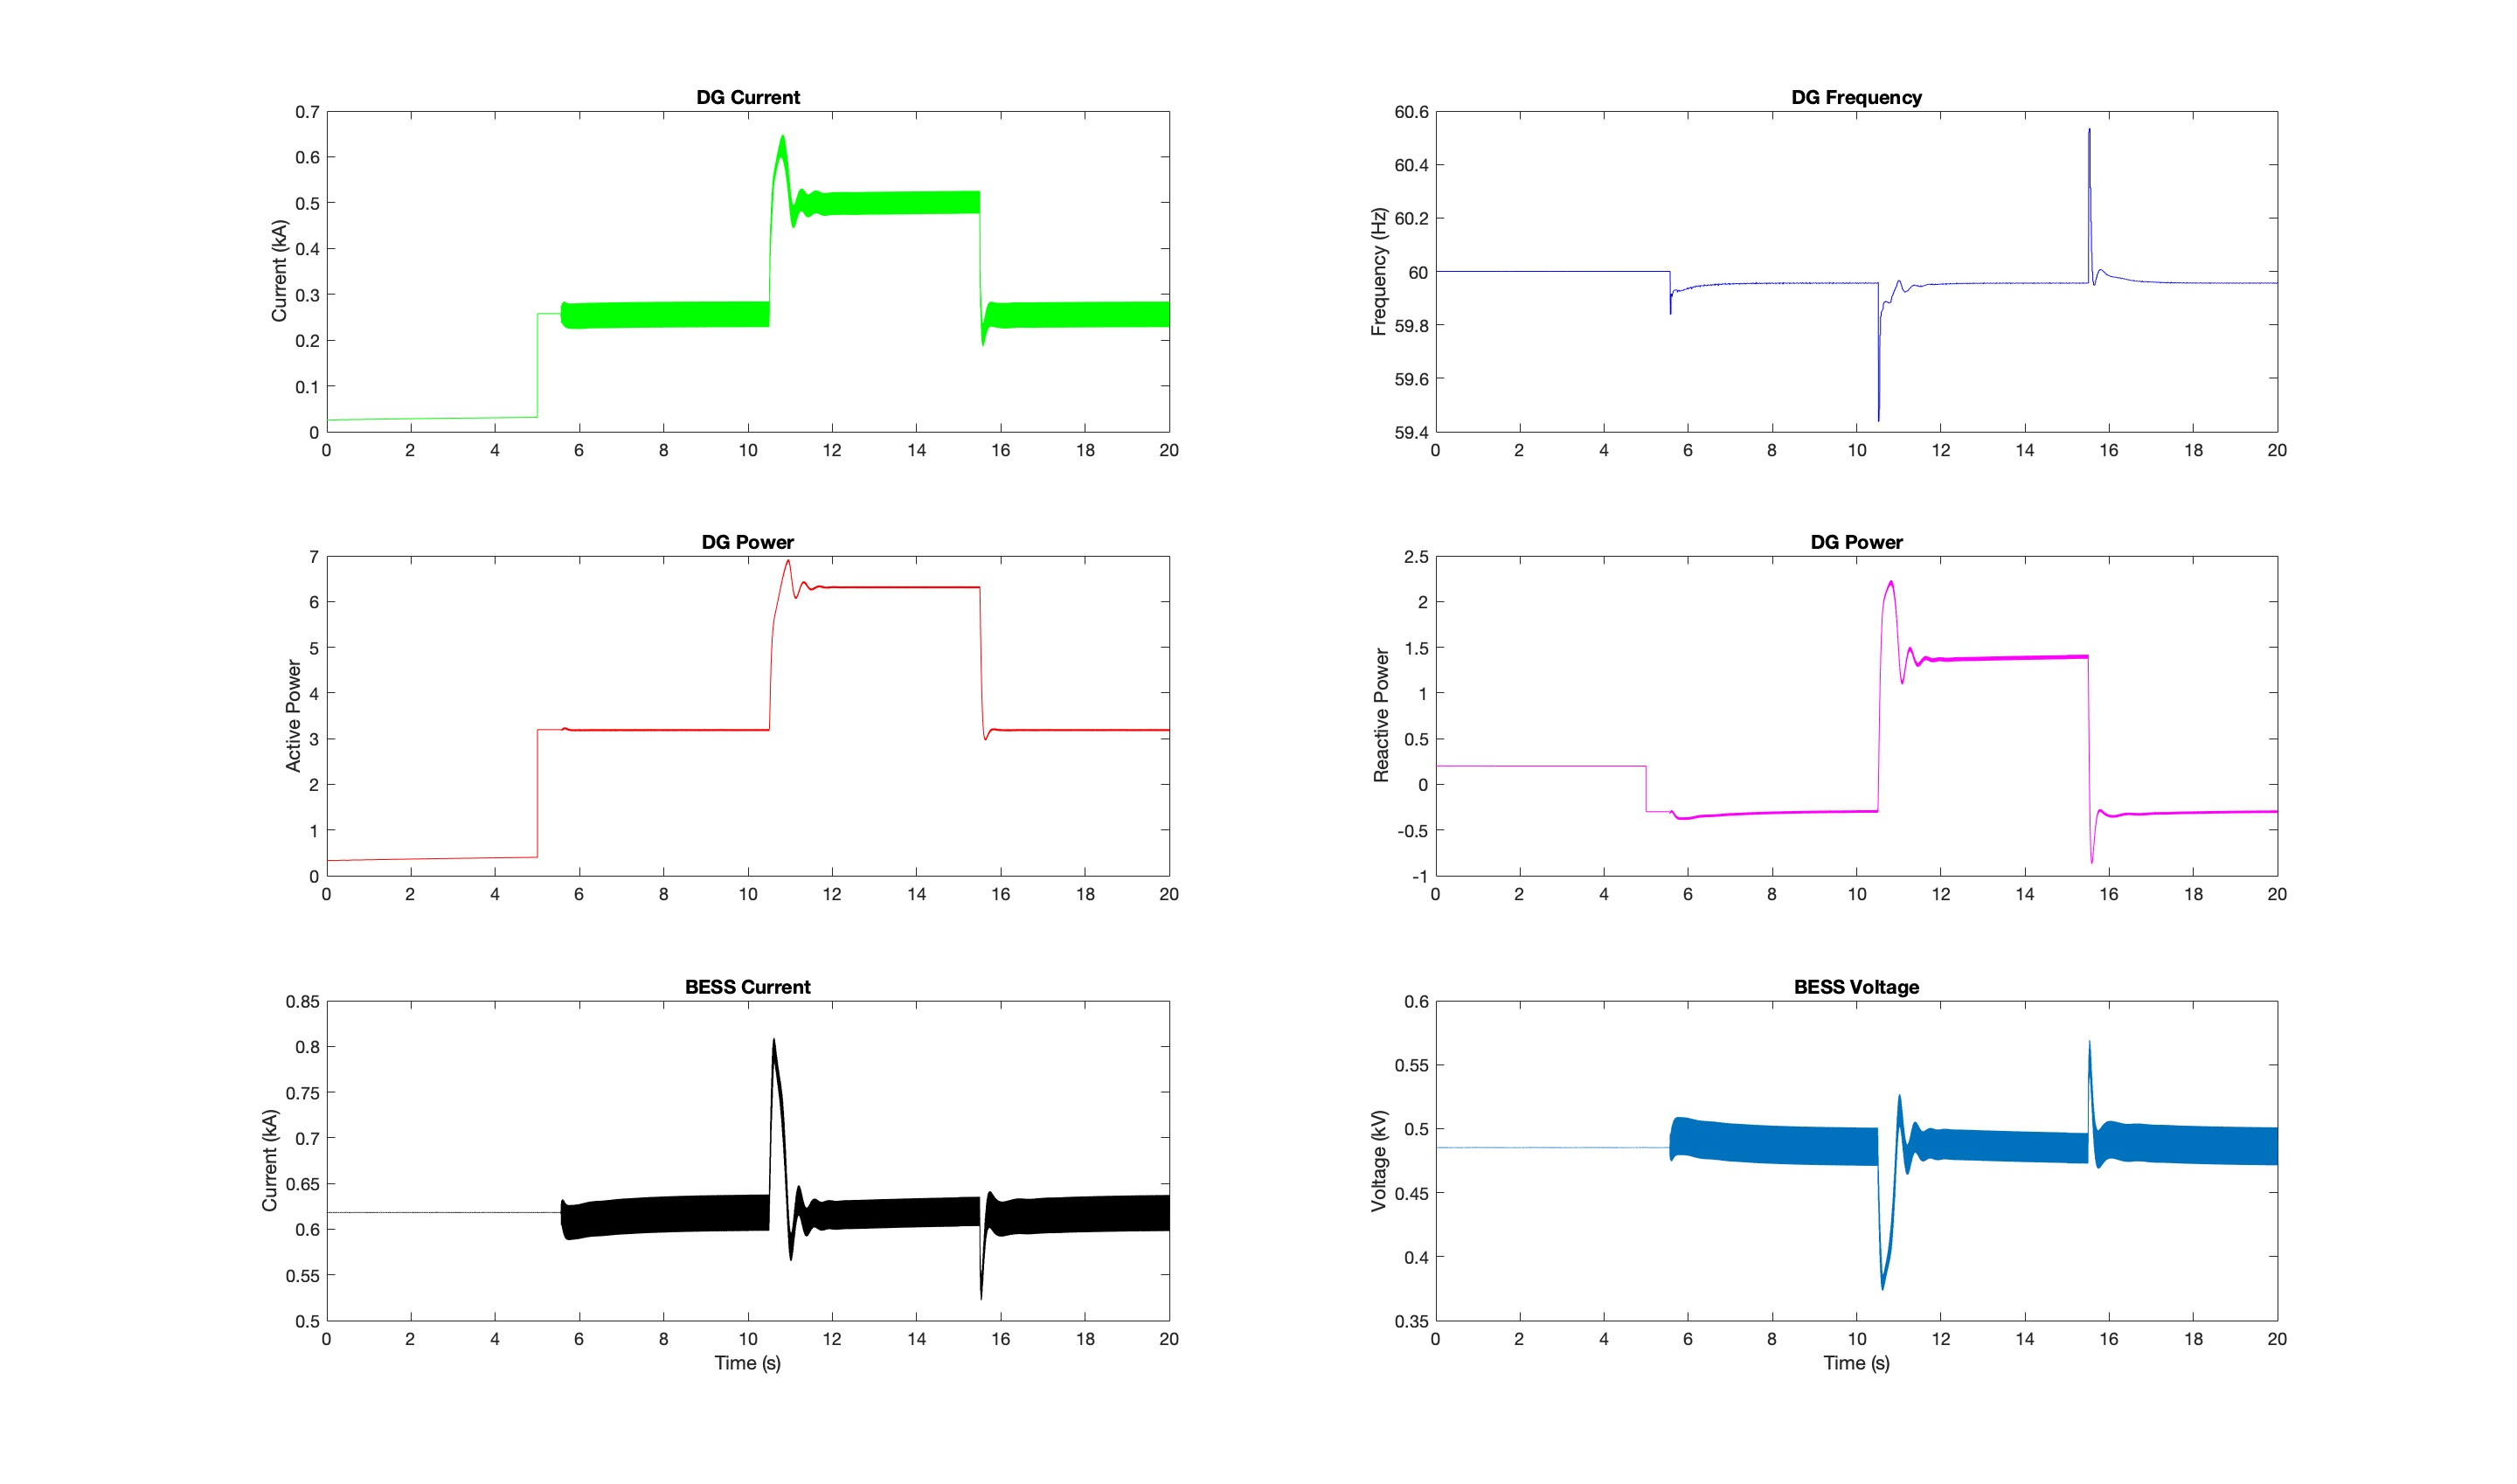 DG Current
0.7
0.6
0.5
0.4
0.3
0.2
0.1
0
Current (kA)
0 2 4 6 8 10 12 14 16 18 20
DG Frequency
60.6
60.4
60.2
60
59.8
59.6
59.4
Frequency (Hz)
0 2 4 6 8 10 12 14 16 18 20
DG Power
7
6
5
4
3
2
1
0
Active Power
0 2 4 6 8 10 12 14 16 18 20
DG Power
2.5
2
1.5
1
0.5
0
-0.5
-1
Reactive Power
0 2 4 6 8 10 12 14 16 18 20
BESS Current
0.85
0.8
0.75
0.7
0.65
0.6
0.55
0.5
Current (kA)
0 2 4 6 8 10 12 14 16 18 20
Time (s)
BESS Voltage
0.6
0.55
0.5
0.45
0.4
0.35
Voltage (kV)
0 2 4 6 8 10 12 14 16 18 20
Time (s)